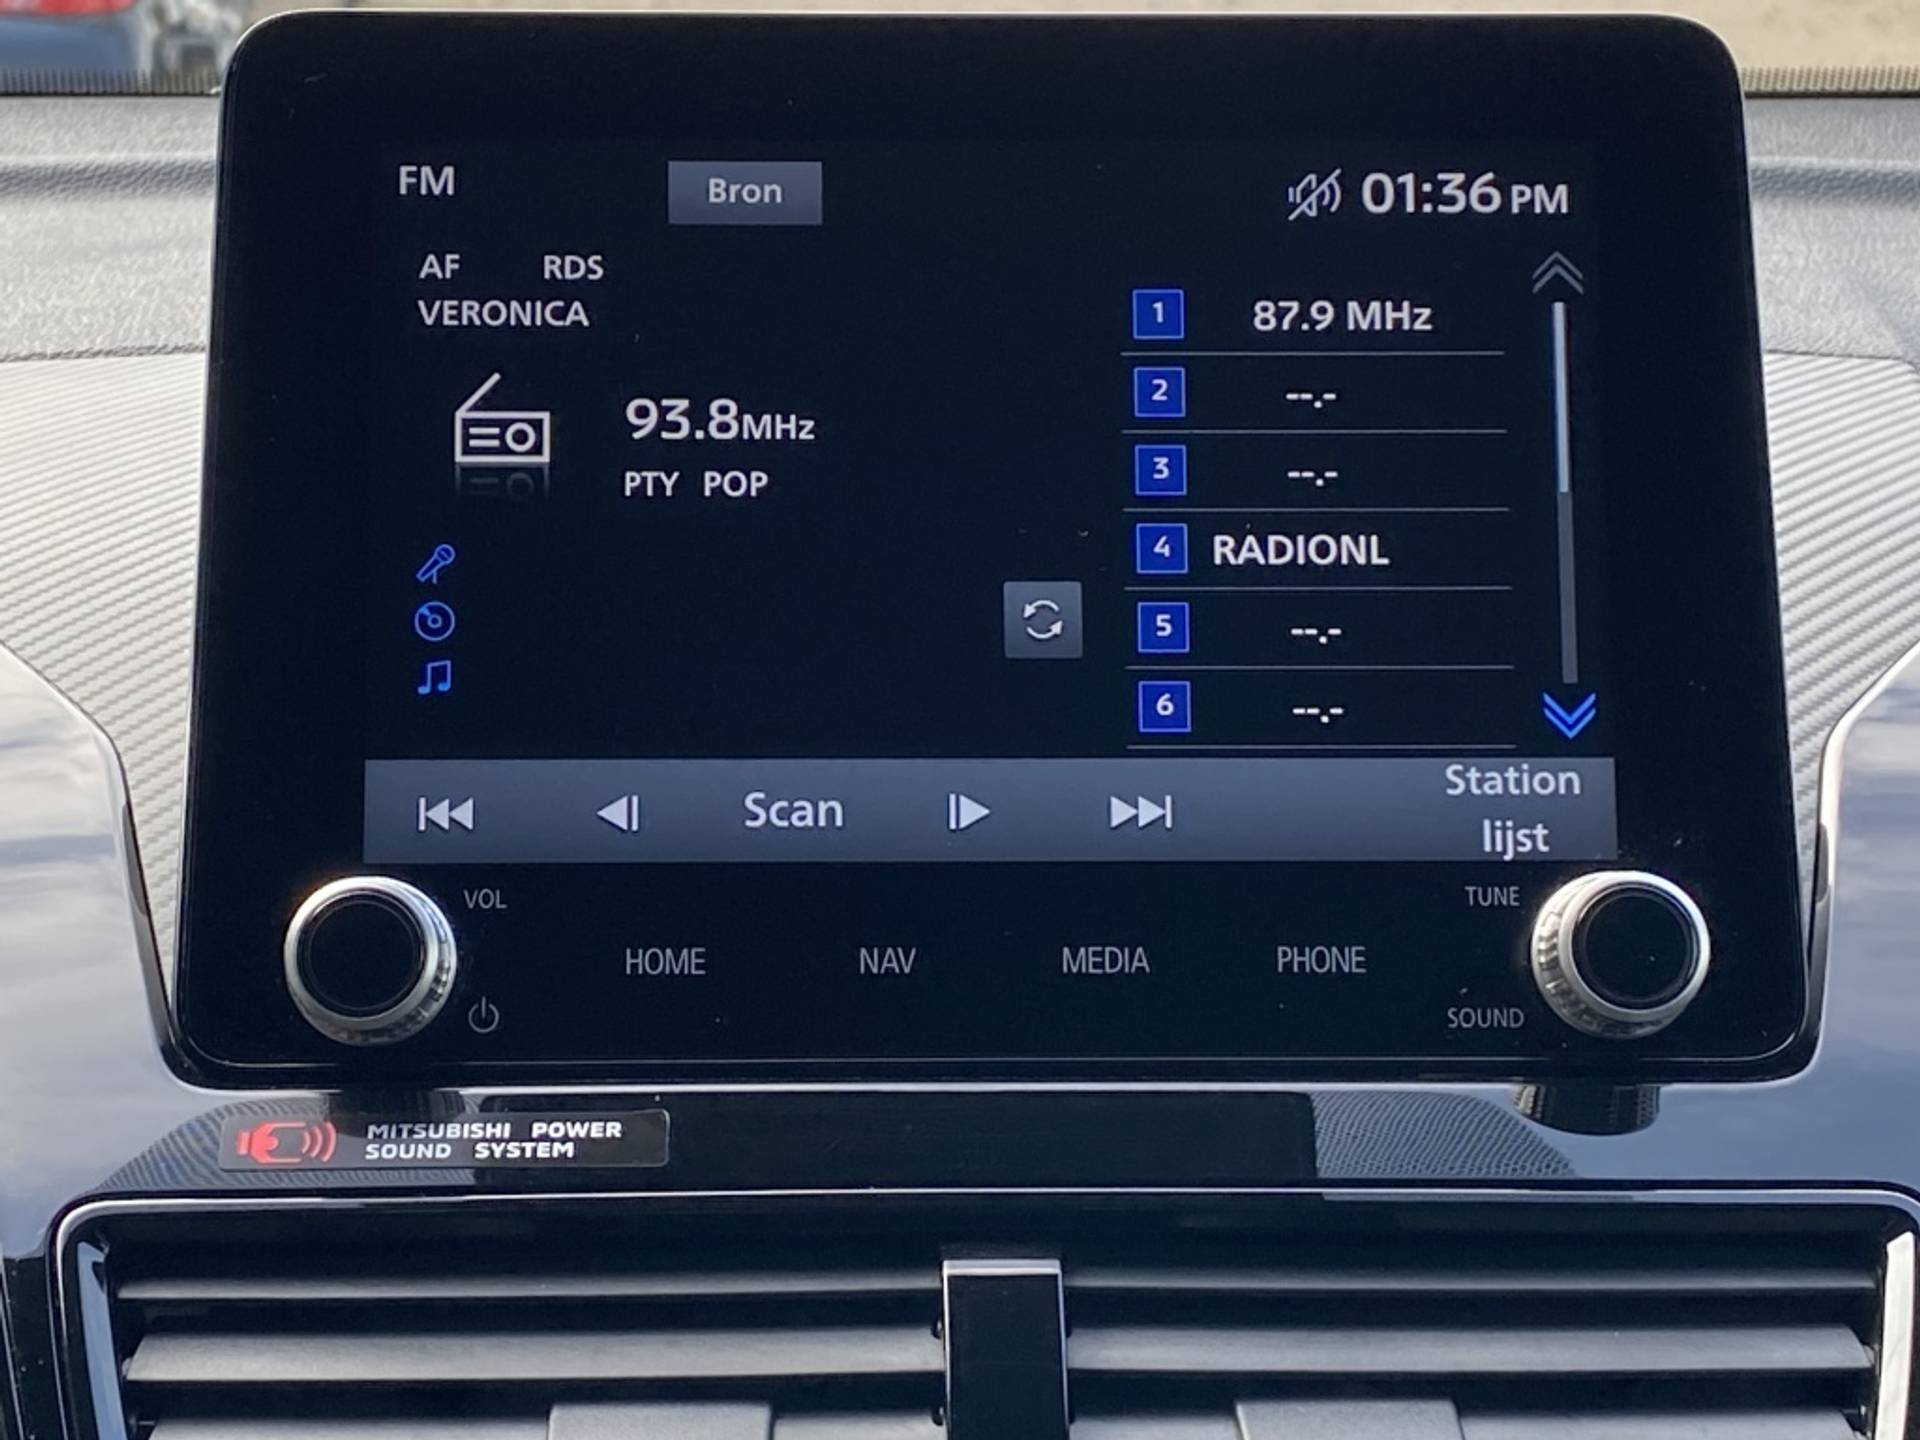 FM
Bron
01:36 PM
AF RDS
VERONICA
93.8MHz
PTY POP
1 87.9 MHz
2 --.-
3 --.-
4 RADIONL
5 --.-
6 --.-
Scan
Station
lijst
VOL
TUNE
HOME
NAV
MEDIA
PHONE
SOUND
MITSUBISHI POWER
SOUND SYSTEM